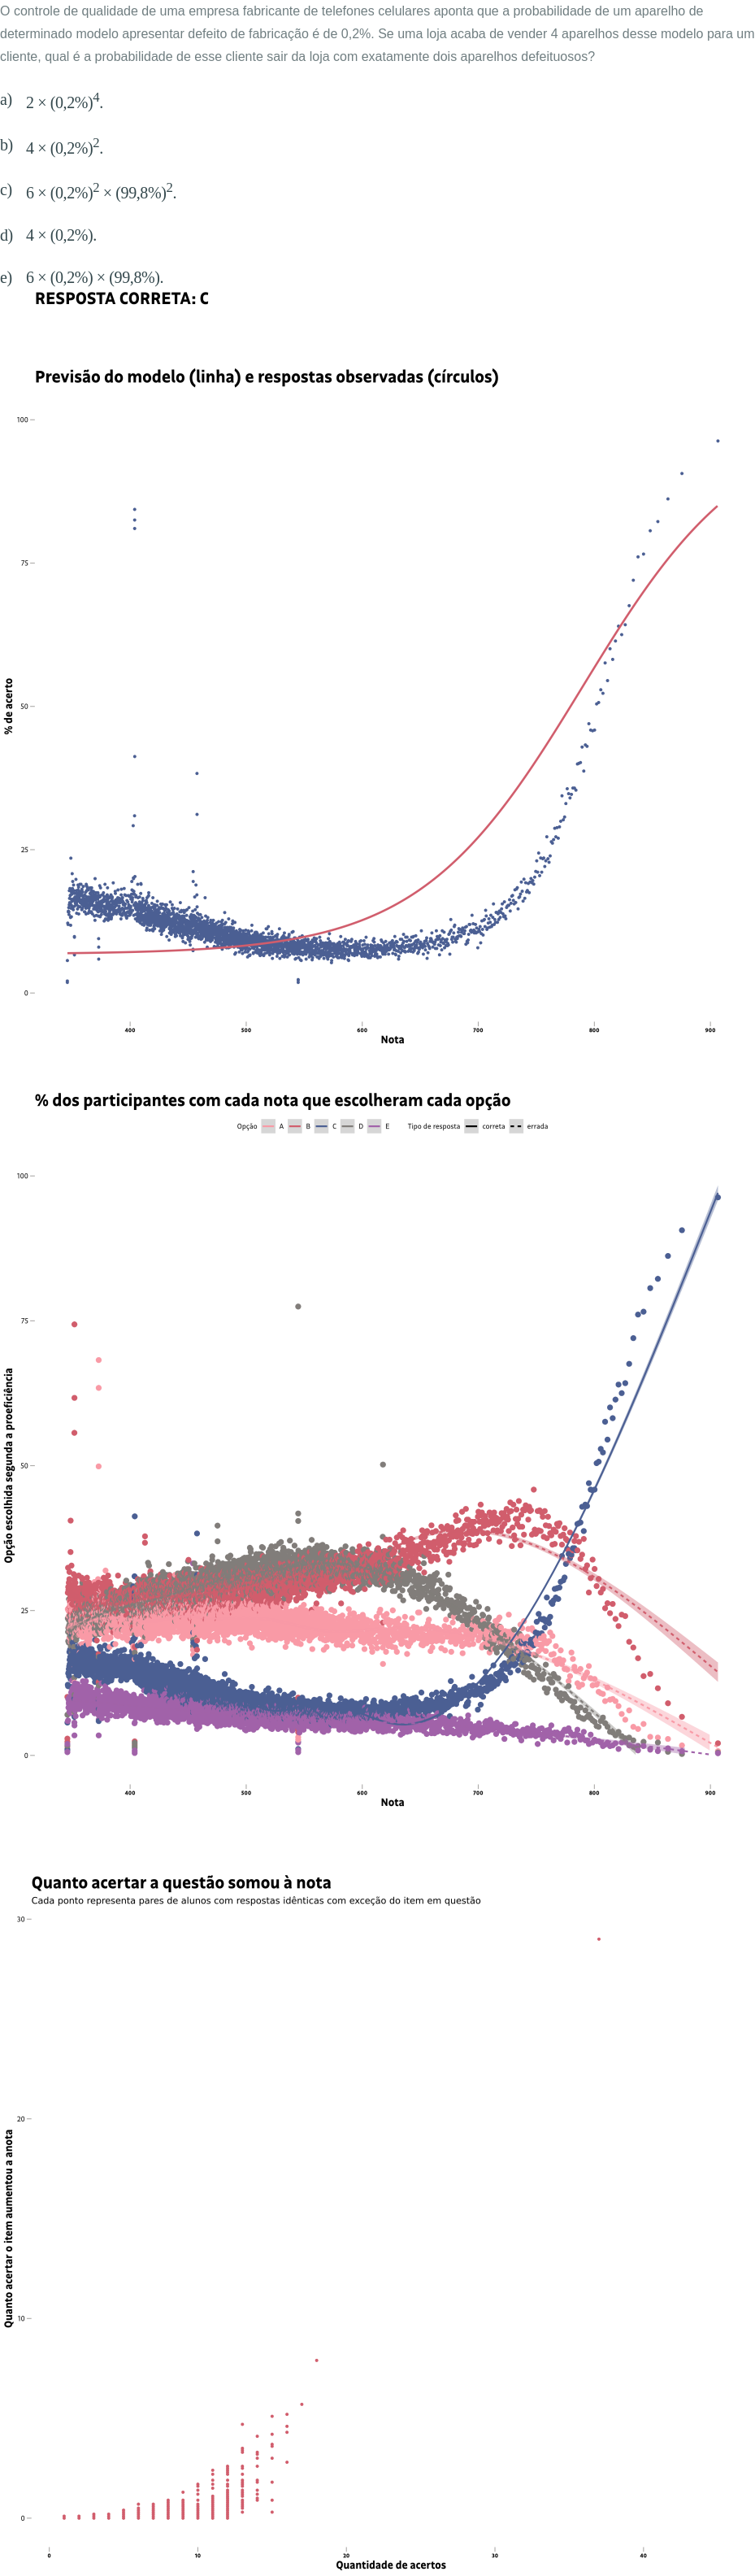 O controle de qualidade de uma empresa fabricante de telefones celulares aponta que a probabilidade de um aparelho de
determinado modelo apresentar defeito de fabricação é de 0,2%. Se uma loja acaba de vender 4 aparelhos desse modelo para um
cliente, qual é a probabilidade de esse cliente sair da loja com exatamente dois aparelhos defeituosos?
a) 2 × (0,2%)⁴.
b) 4 × (0,2%)².
c) 6 × (0,2%)² × (99,8%)².
d) 4 × (0,2%).
e) 6 × (0,2%) × (99,8%).
RESPOSTA CORRETA: C
Previsão do modelo (linha) e respostas observadas (círculos)
100
75
50
25
0
% de acerto
400 500 600 700 800 900
Nota
% dos participantes com cada nota que escolheram cada opção
Opção A B C D E Tipo de resposta correta errada
100
75
50
25
0
Opção escolhida segunda a proeficiência
400 500 600 700 800 900
Nota
Quanto acertar a questão somou à nota
Cada ponto representa pares de alunos com respostas idênticas com exceção do item em questão
30
20
10
0
Quanto acertar o item aumentou a anota
0 10 20 30 40
Quantidade de acertos